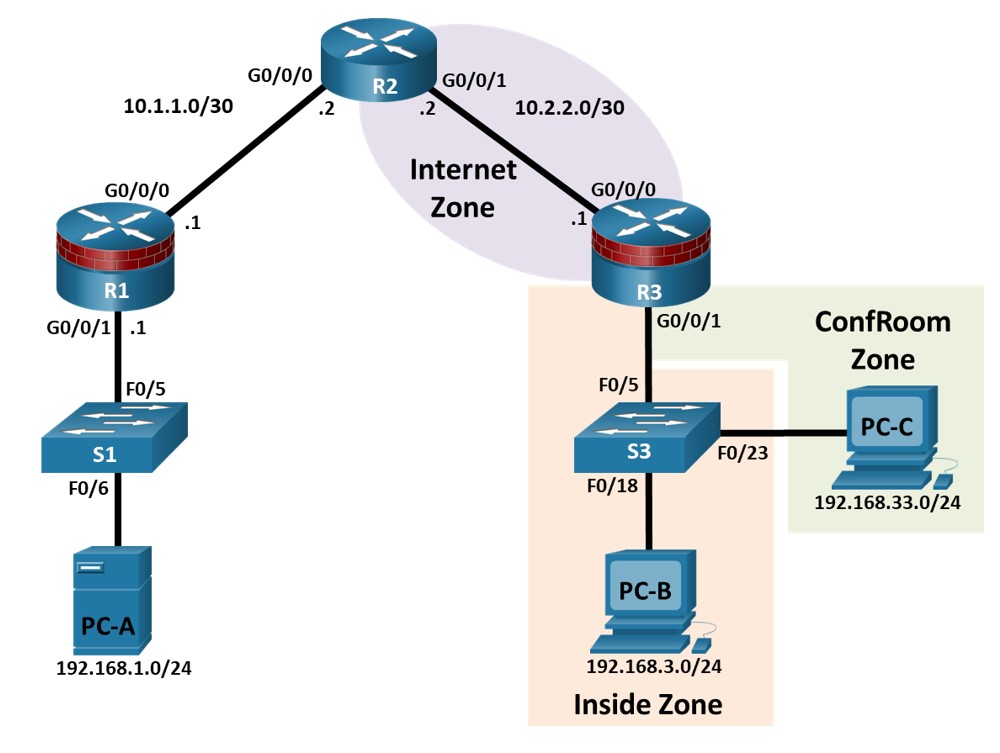 R2
G0/0/0
G0/0/1
10.1.1.0/30
.2
.2
10.2.2.0/30
Internet
Zone
G0/0/0
.1
G0/0/0
.1
R1
R3
G0/0/1
.1
G0/0/1
ConfRoom
Zone
F0/5
F0/5
S1
S3
PC-C
F0/23
F0/6
F0/18
192.168.33.0/24
PC-A
PC-B
192.168.1.0/24
192.168.3.0/24
Inside Zone